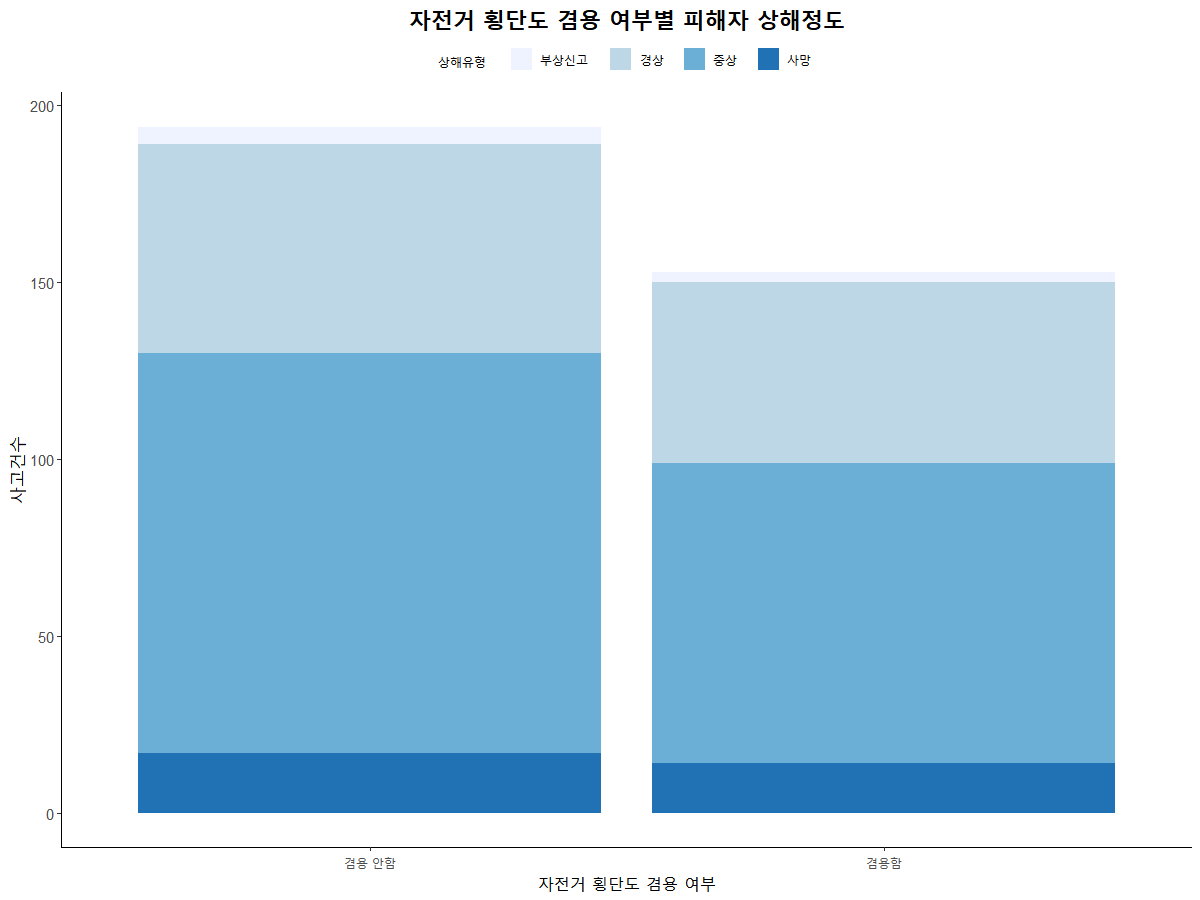 자전거 횡단도 겸용 여부별 피해자 상해정도
상해유형 부상신고 경상 중상 사망
200
150
100
50
0
사고건수
겸용 안함 겸용함
자전거 횡단도 겸용 여부